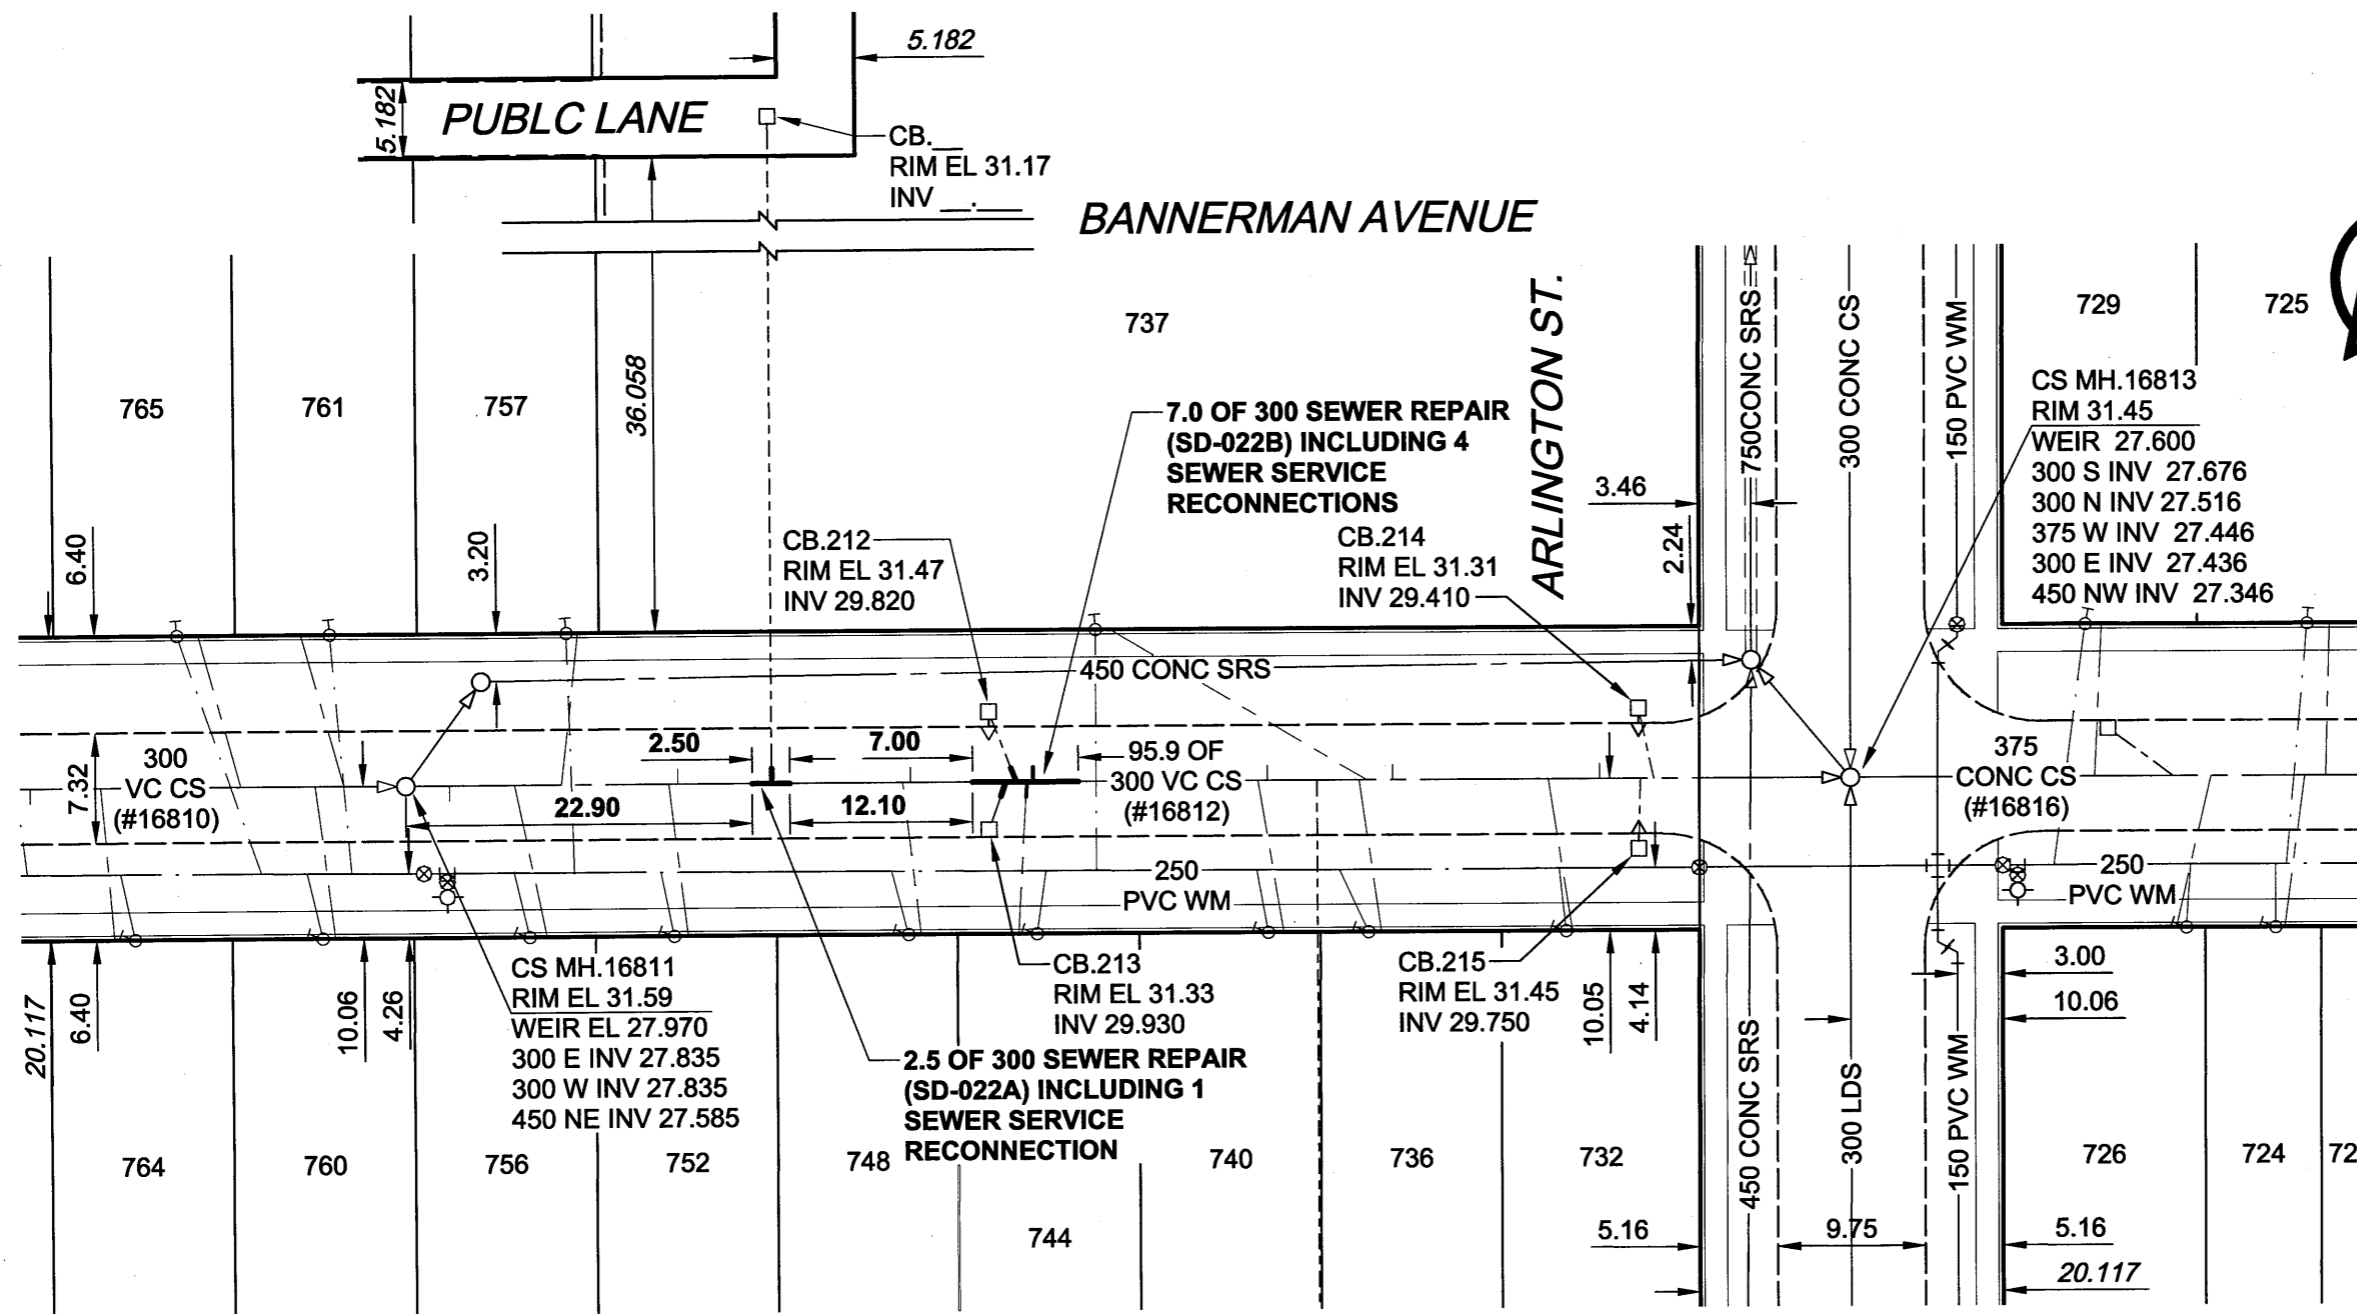 5.182
5.182
PUBLC LANE
CB.__
RIM EL 31.17
INV __.___
BANNERMAN AVENUE
737
729
725
765
761
757
36.058
ARLINGTON ST.
750CONC SRS
300 CONC CS
150 PVC WM
CS MH.16813
RIM 31.45
WEIR 27.600
300 S INV 27.676
300 N INV 27.516
375 W INV 27.446
300 E INV 27.436
450 NW INV 27.346
7.0 OF 300 SEWER REPAIR
(SD-022B) INCLUDING 4
SEWER SERVICE
RECONNECTIONS
3.46
2.24
6.40
3.20
CB.212
RIM EL 31.47
INV 29.820
CB.214
RIM EL 31.31
INV 29.410
450 CONC SRS
7.32
300
VC CS
(#16810)
2.50
7.00
22.90
12.10
95.9 OF
300 VC CS
(#16812)
375
CONC CS
(#16816)
250
PVC WM
250
PVC WM
20.117
6.40
10.06
4.26
CS MH.16811
RIM EL 31.59
WEIR EL 27.970
300 E INV 27.835
300 W INV 27.835
450 NE INV 27.585
CB.213
RIM EL 31.33
INV 29.930
CB.215
RIM EL 31.45
INV 29.750
10.05
4.14
3.00
10.06
2.5 OF 300 SEWER REPAIR
(SD-022A) INCLUDING 1
SEWER SERVICE
RECONNECTION
450 CONC SRS
300 LDS
150 PVC WM
764
760
756
752
748
744
740
736
732
726
724
72
5.16
9.75
5.16
20.117